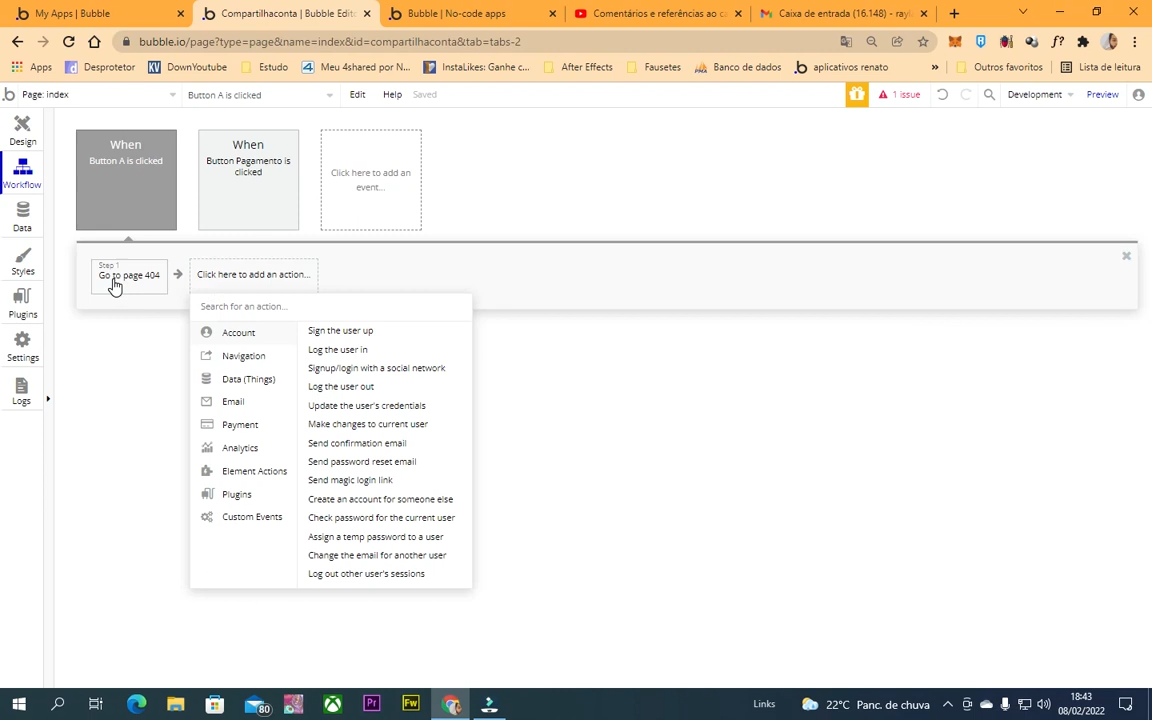 My Apps | Bubble
Compartilhaconta | Bubble Edito
Bubble | No-code apps
Comentários e referências ao ca
Caixa de entrada (16.148) - rayla
bubble.io/page?type=page&name=index&id=compartilhaconta&tab=tabs-2
Apps
Desprotetor
DownYoutube
Estudo
Meu 4shared por N...
InstaLikes: Ganhe c...
After Effects
Fausetes
Banco de dados
aplicativos renato
»
Outros favoritos
Lista de leitura
Page: index
Button A is clicked
Edit
Help
Saved
1 issue
Development
Preview
Design
Workflow
Data
Styles
Plugins
Settings
Logs
When
Button A is clicked
When
Button Pagamento is
clicked
Click here to add an
event...
Step 1
Go to page 404
Click here to add an action...
Search for an action...
Account
Navigation
Data (Things)
Email
Payment
Analytics
Element Actions
Plugins
Custom Events
Sign the user up
Log the user in
Signup/login with a social network
Log the user out
Update the user's credentials
Make changes to current user
Send confirmation email
Send password reset email
Send magic login link
Create an account for someone else
Check password for the current user
Assign a temp password to a user
Change the email for another user
Log out other user's sessions
80
Pr
Fw
Links
22°C
Panc. de chuva
18:43
08/02/2022